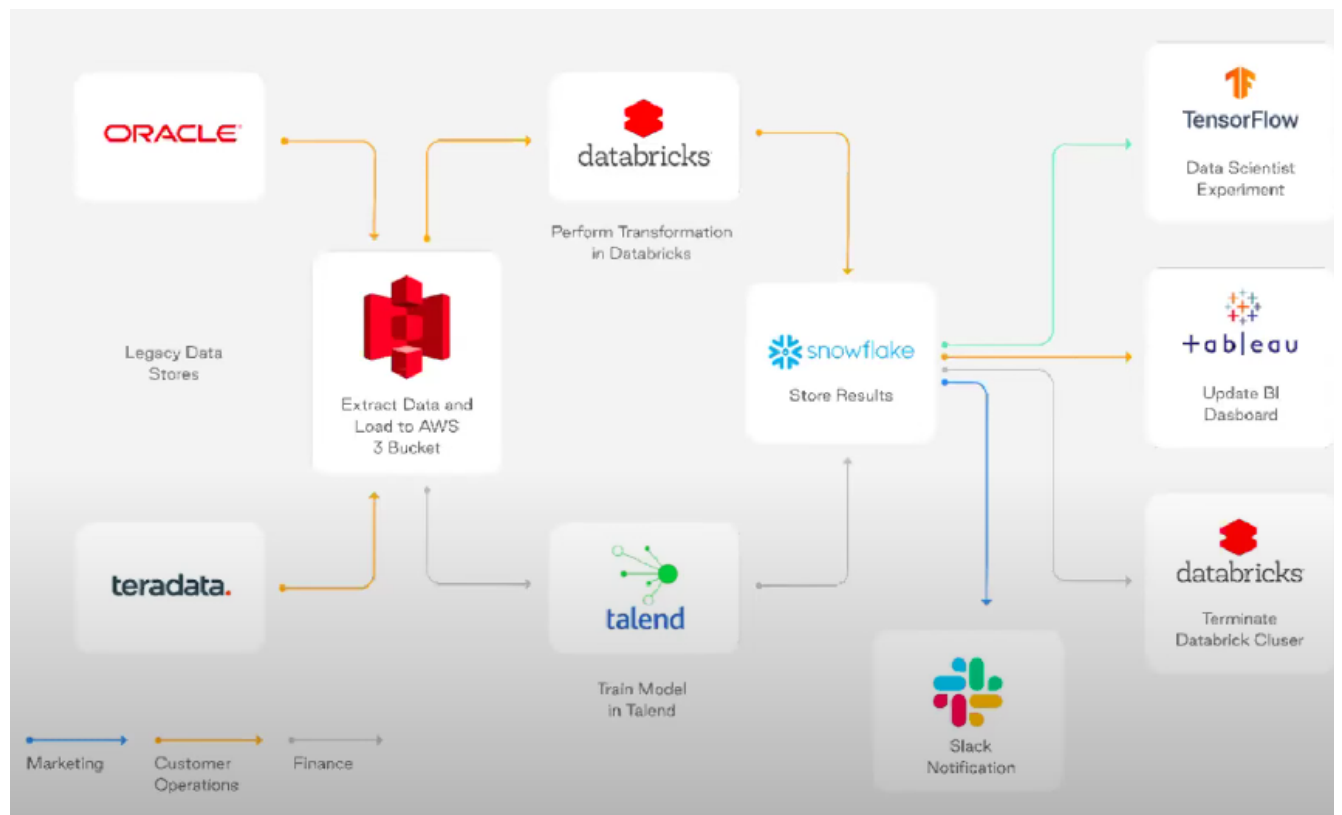 ORACLE
databricks
Perform Transformation
in Databricks
TensorFlow
Data Scientist
Experiment
Legacy Data
Stores
Extract Data and
Load to AWS
3 Bucket
snowflake
Store Results
+ableau
Update BI
Dasboard
teradata.
talend
Train Model
in Talend
databricks
Terminate
Databrick Cluser
Slack
Notification
Marketing
Customer
Operations
Finance